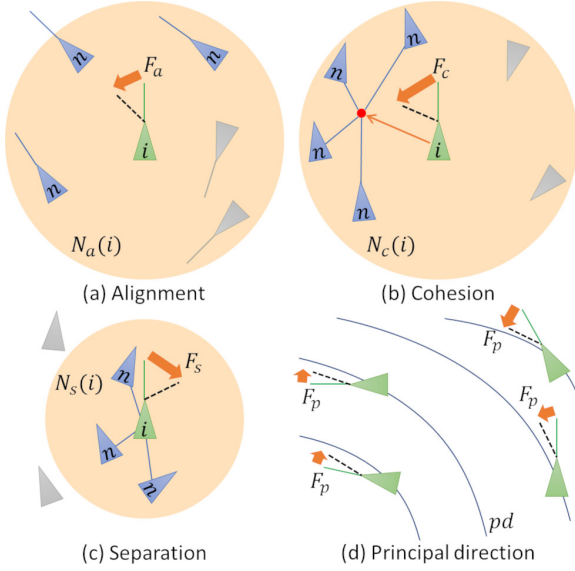 n
n
F_a
i
n
N_a(i)
(a) Alignment
n
n
F_c
n
i
n
N_c(i)
(b) Cohesion
N_s(i)
n
F_s
n
i
n
(c) Separation
F_p
F_p
F_p
F_p
pd
(d) Principal direction